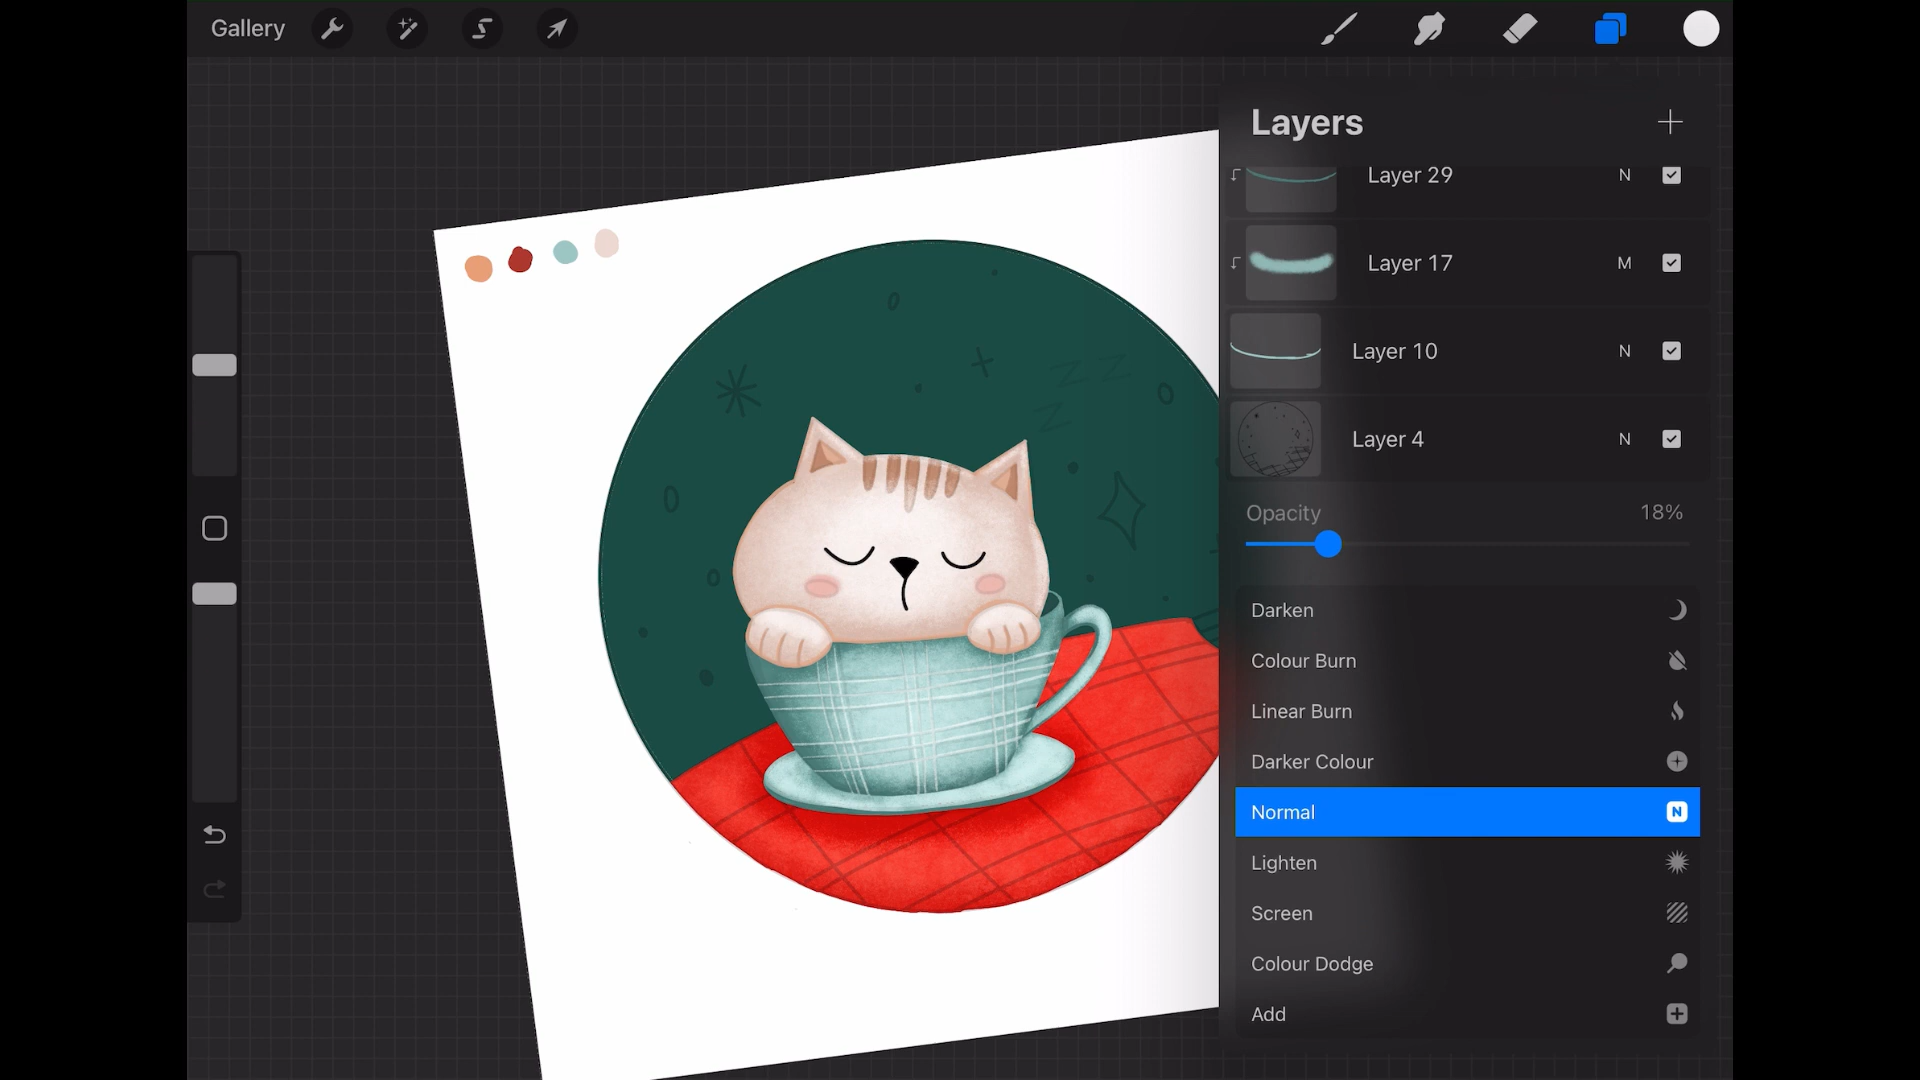 Gallery
Layers
Layer 29 N
Layer 17 M
Layer 10 N
Layer 4 N
Opacity 18%
Darken
Colour Burn
Linear Burn
Darker Colour
Normal N
Lighten
Screen
Colour Dodge
Add
Z Z
Z